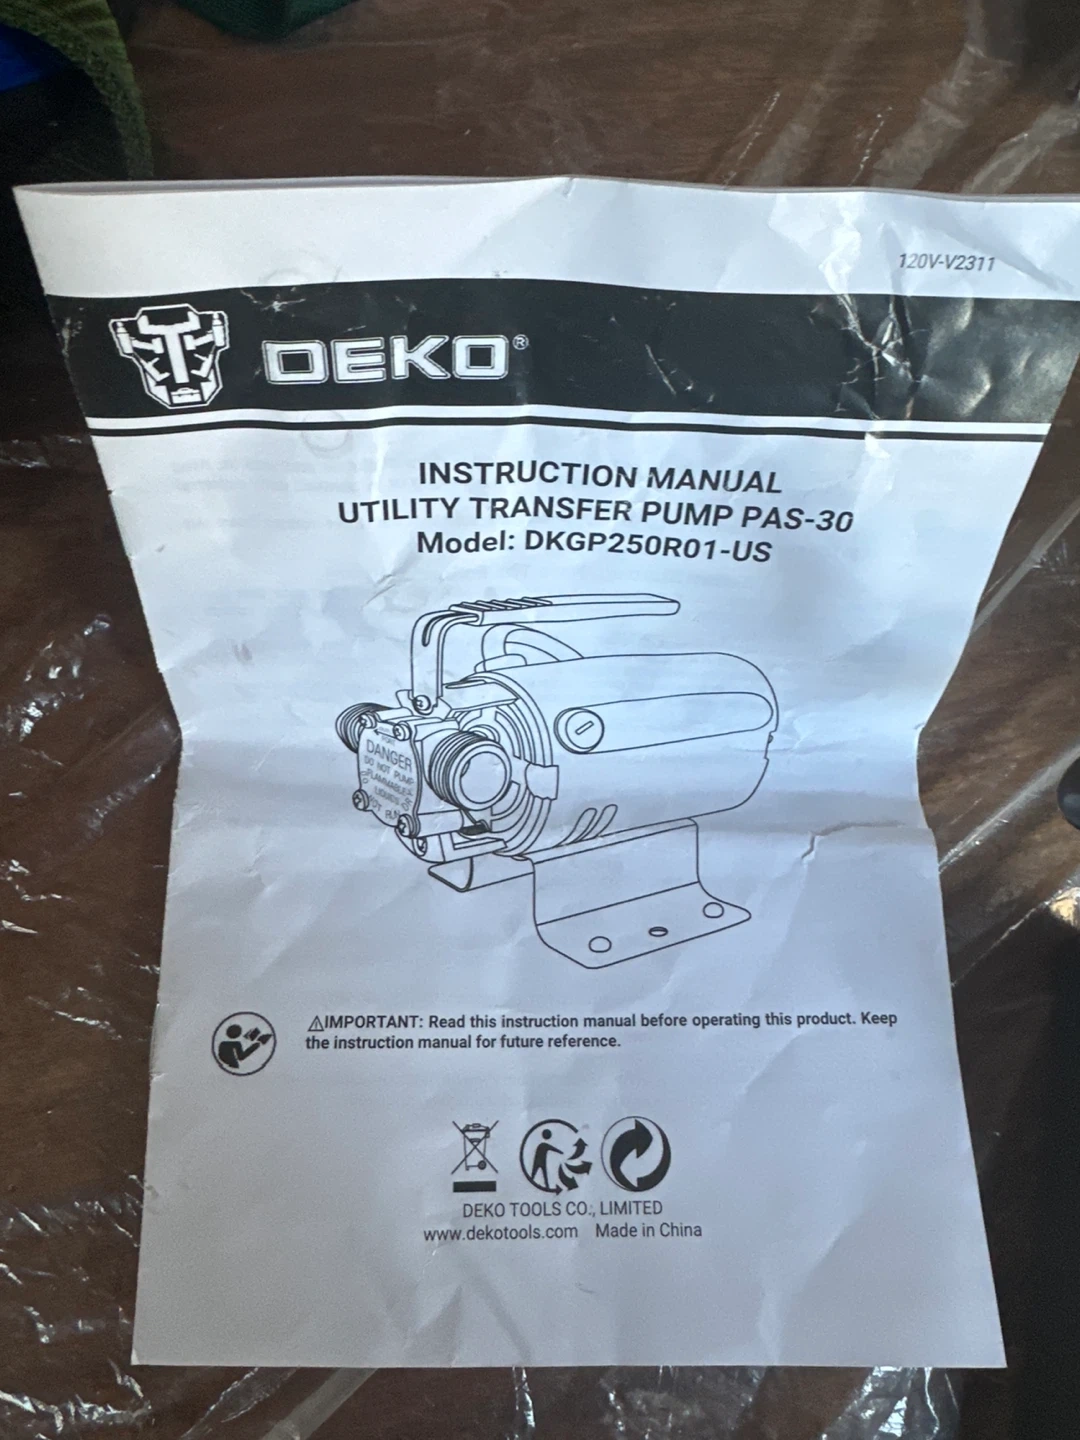 120V-V2311
DEKO®
INSTRUCTION MANUAL
UTILITY TRANSFER PUMP PAS-30
Model: DKGP250R01-US
DANGER
DO NOT PUMP
FLAMMABLE
LIQUIDS
⚠IMPORTANT: Read this instruction manual before operating this product. Keep
the instruction manual for future reference.
DEKO TOOLS CO., LIMITED
www.dekotools.com Made in China